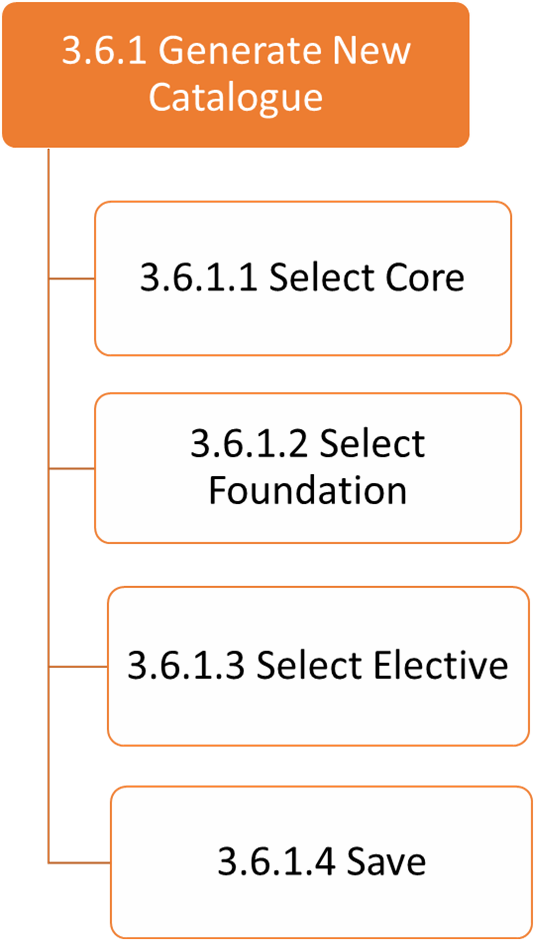 3.6.1 Generate New
Catalogue
3.6.1.1 Select Core
3.6.1.2 Select
Foundation
3.6.1.3 Select Elective
3.6.1.4 Save